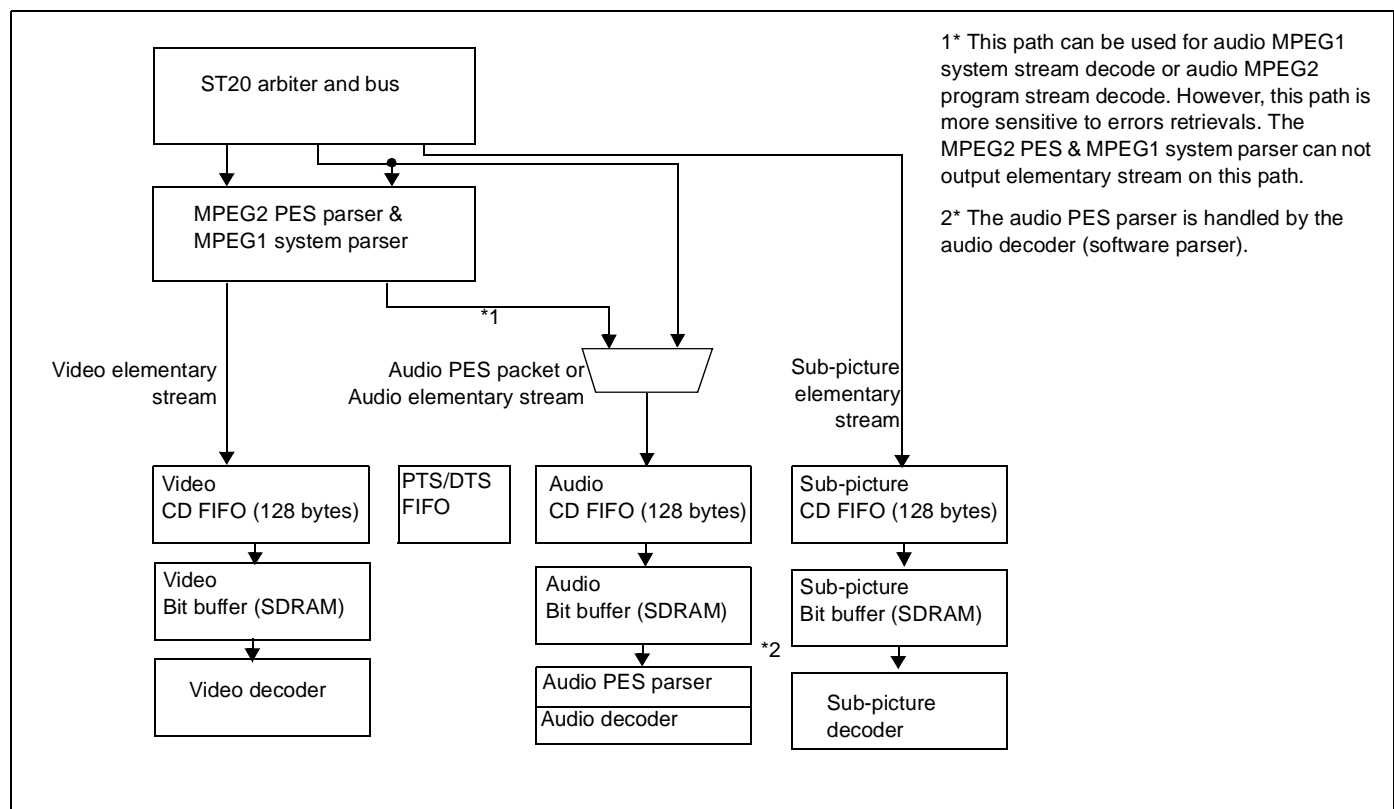 ST20 arbiter and bus
1* This path can be used for audio MPEG1
system stream decode or audio MPEG2
program stream decode. However, this path is
more sensitive to errors retrievals. The
MPEG2 PES & MPEG1 system parser can not
output elementary stream on this path.
2* The audio PES parser is handled by the
audio decoder (software parser).
MPEG2 PES parser &
MPEG1 system parser
*1
Video elementary
stream
Audio PES packet or
Audio elementary stream
Sub-picture
elementary
stream
Video
CD FIFO (128 bytes)
PTS/DTS
FIFO
Audio
CD FIFO (128 bytes)
Sub-picture
CD FIFO (128 bytes)
Video
Bit buffer (SDRAM)
Audio
Bit buffer (SDRAM)
Sub-picture
Bit buffer (SDRAM)
*2
Video decoder
Audio PES parser
Audio decoder
Sub-picture
decoder